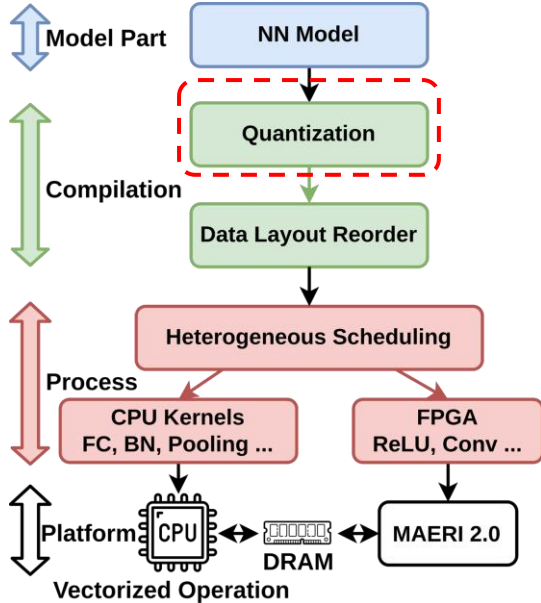 Model Part
NN Model
Quantization
Compilation
Data Layout Reorder
Heterogeneous Scheduling
Process
CPU Kernels
FC, BN, Pooling ...
FPGA
ReLU, Conv ...
Platform
CPU
DRAM
MAERI 2.0
Vectorized Operation